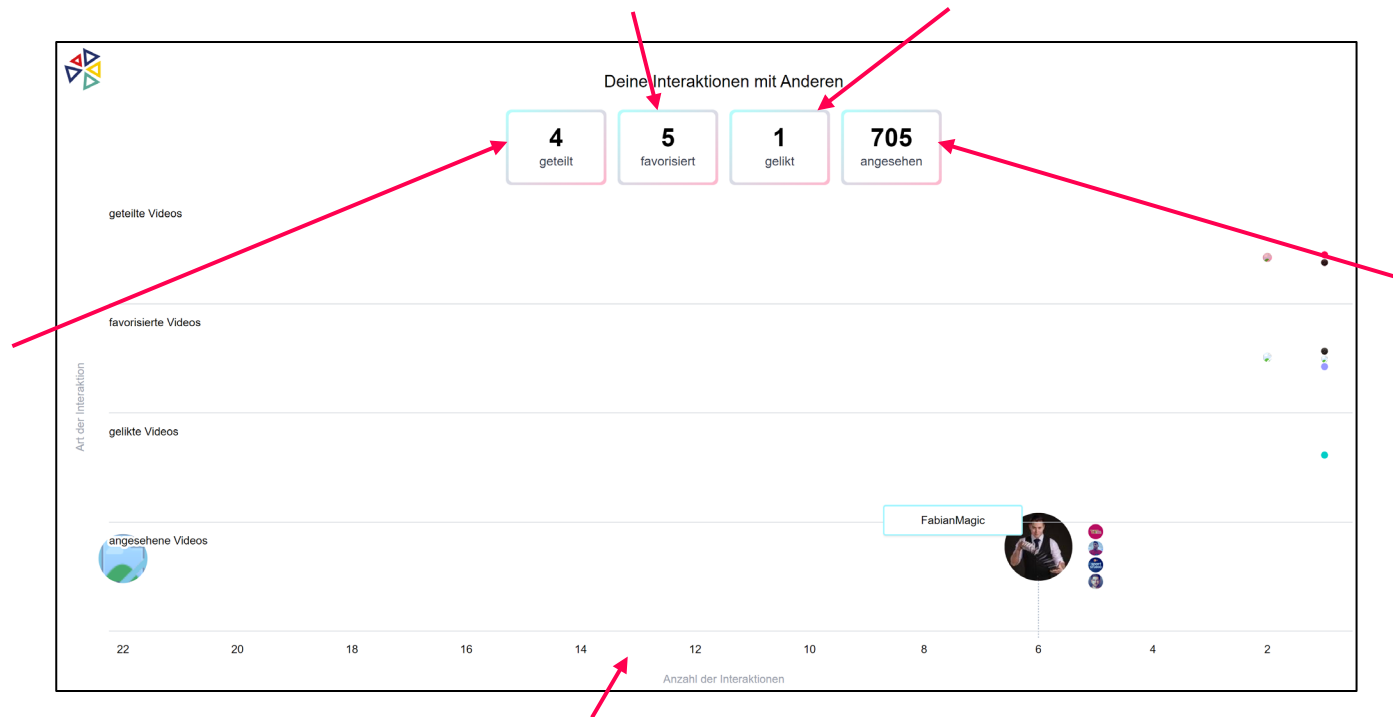 Deine Interaktionen mit Anderen
4
geteilt
5
favorisiert
1
gelikt
705
angesehen
geteilte Videos
favorisierte Videos
gelikte Videos
angesehene Videos
FabianMagic
Art der Interaktion
22 20 18 16 14 12 10 8 6 4 2
Anzahl der Interaktionen